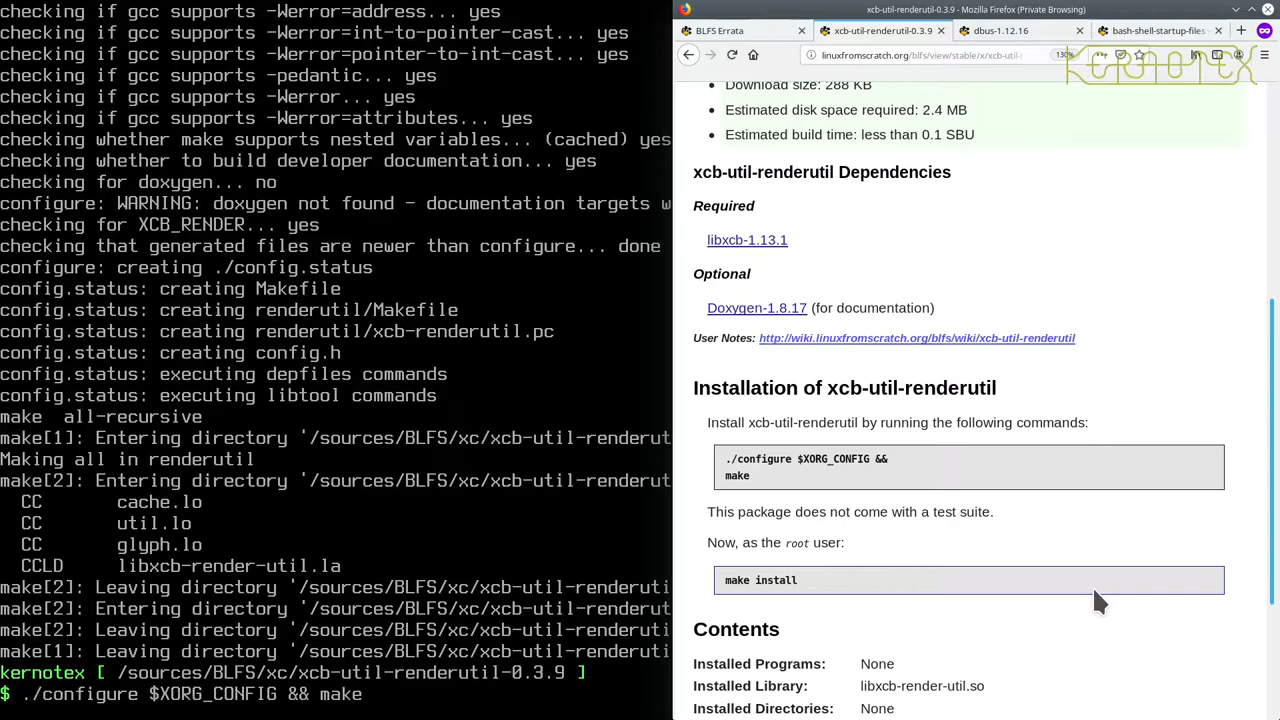 checking if gcc supports -Werror=address... yes
checking if gcc supports -Werror=int-to-pointer-cast... yes
checking if gcc supports -Werror=pointer-to-int-cast... yes
checking if gcc supports -pedantic... yes
checking if gcc supports -Werror... yes
checking if gcc supports -Werror=attributes... yes
checking whether make supports nested variables... (cached) yes
checking whether to build developer documentation... yes
checking for doxygen... no
configure: WARNING: doxygen not found - documentation targets w
checking for XCB_RENDER... yes
checking that generated files are newer than configure... done
configure: creating ./config.status
config.status: creating Makefile
config.status: creating renderutil/Makefile
config.status: creating renderutil/xcb-renderutil.pc
config.status: creating config.h
config.status: executing depfiles commands
config.status: executing libtool commands
make  all-recursive
make[1]: Entering directory '/sources/BLFS/xc/xcb-util-renderut
Making all in renderutil
make[2]: Entering directory '/sources/BLFS/xc/xcb-util-renderut
CC       cache.lo
CC       util.lo
CC       glyph.lo
CCLD     libxcb-render-util.la
make[2]: Leaving directory '/sources/BLFS/xc/xcb-util-renderuti
make[2]: Entering directory '/sources/BLFS/xc/xcb-util-renderut
make[2]: Leaving directory '/sources/BLFS/xc/xcb-util-renderuti
make[1]: Leaving directory '/sources/BLFS/xc/xcb-util-renderuti
kernotex [ /sources/BLFS/xc/xcb-util-renderutil-0.3.9 ]
$ ./configure $XORG_CONFIG && make
xcb-util-renderutil-0.3.9 - Mozilla Firefox (Private Browsing)
BLFS Errata
xcb-util-renderutil-0.3.9
dbus-1.12.16
bash-shell-startup-files
linuxfromscratch.org/blfs/view/stable/x/xcb-util-
130%
KERNOTEX
Download size: 288 KB
Estimated disk space required: 2.4 MB
Estimated build time: less than 0.1 SBU
xcb-util-renderutil Dependencies
Required
libxcb-1.13.1
Optional
Doxygen-1.8.17 (for documentation)
User Notes: http://wiki.linuxfromscratch.org/blfs/wiki/xcb-util-renderutil
Installation of xcb-util-renderutil
Install xcb-util-renderutil by running the following commands:
./configure $XORG_CONFIG &&
make
This package does not come with a test suite.
Now, as the root user:
make install
Contents
Installed Programs: None
Installed Library: libxcb-render-util.so
Installed Directories: None